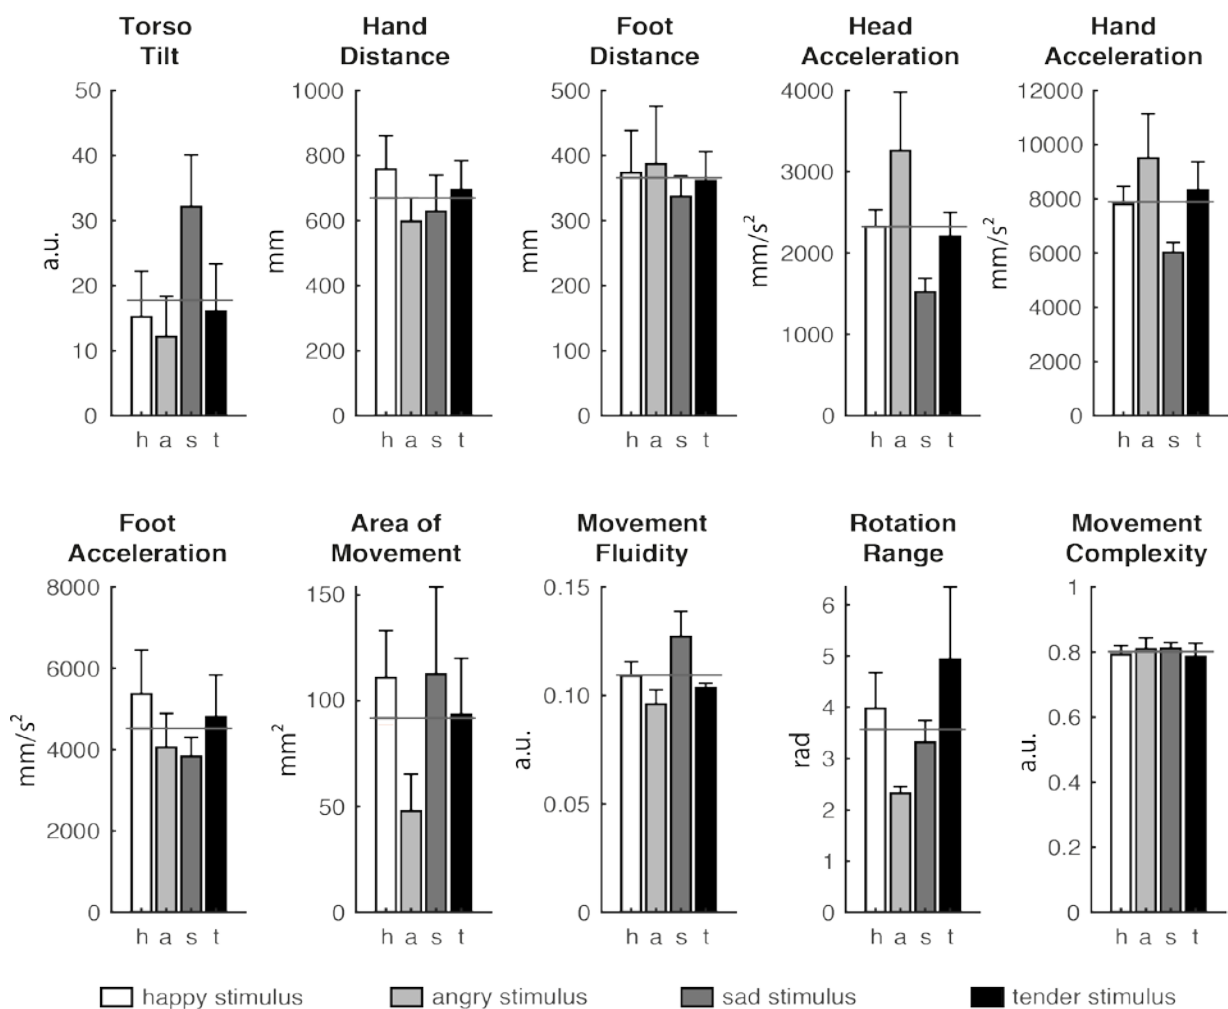 Torso Tilt
Hand Distance
Foot Distance
Head Acceleration
Hand Acceleration
50
40
30
20
10
0
a.u.
h a s t
1000
800
600
400
200
0
mm
h a s t
500
400
300
200
100
0
mm
h a s t
4000
3000
2000
1000
0
mm/s²
h a s t
12000
10000
8000
6000
4000
2000
0
mm/s²
h a s t
Foot Acceleration
Area of Movement
Movement Fluidity
Rotation Range
Movement Complexity
8000
6000
4000
2000
0
mm/s²
h a s t
150
100
50
0
mm²
h a s t
0.15
0.10
0.05
0
a.u.
h a s t
6
5
4
3
2
1
0
rad
h a s t
1
0.8
0.6
0.4
0.2
0
a.u.
h a s t
happy stimulus
angry stimulus
sad stimulus
tender stimulus